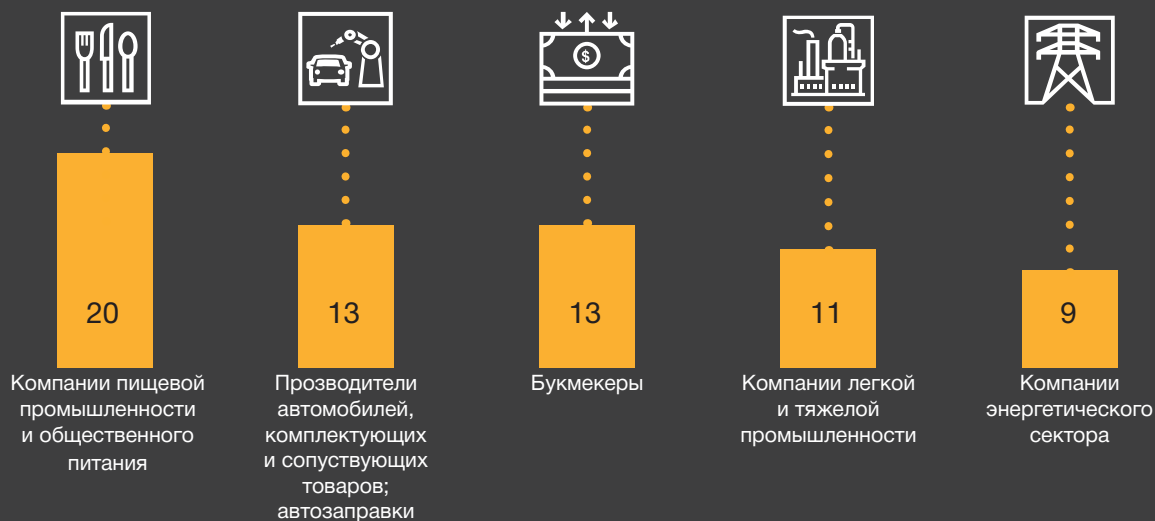 $
20
Компании пищевой
промышленности
и общественного
питания
13
Прозводители
автомобилей,
комплектующих
и сопуствующих
товаров;
автозаправки
13
Букмекеры
11
Компании легкой
и тяжелой
промышленности
9
Компании
энергетического
сектора